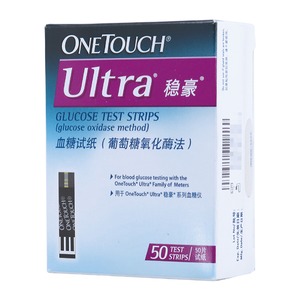 ONETOUCH®
Ultra® 稳豪®
GLUCOSE TEST STRIPS
(glucose oxidase method)
血糖试纸（葡萄糖氧化酶法）
• For blood glucose testing with the
OneTouch® Ultra® Family of Meters
• 用于 OneTouch® Ultra® 稳豪® 系列血糖仪
ONETOUCH
50 TEST STRIPS 50片 试纸